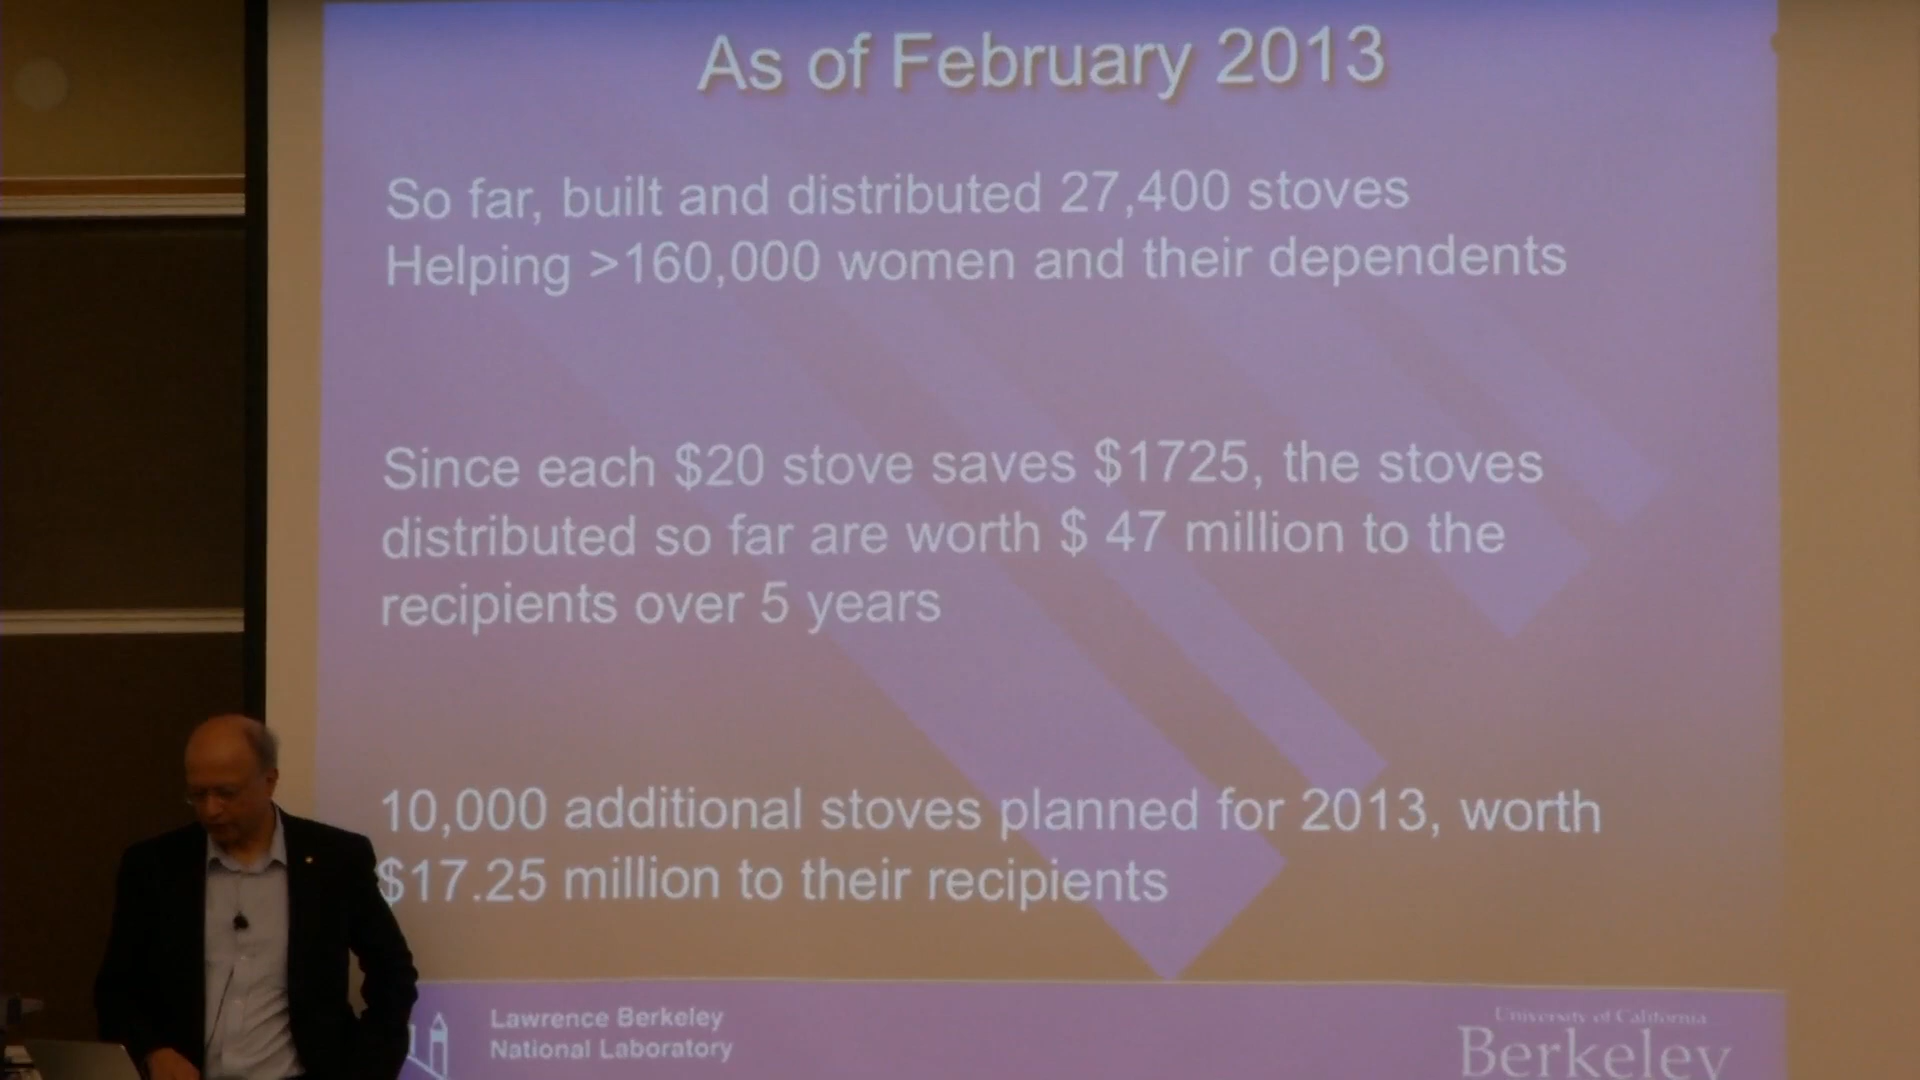 As of February 2013
So far, built and distributed 27,400 stoves
Helping >160,000 women and their dependents
Since each $20 stove saves $1725, the stoves
distributed so far are worth $ 47 million to the
recipients over 5 years
10,000 additional stoves planned for 2013, worth
$17.25 million to their recipients
Lawrence Berkeley
National Laboratory
University of California
Berkeley